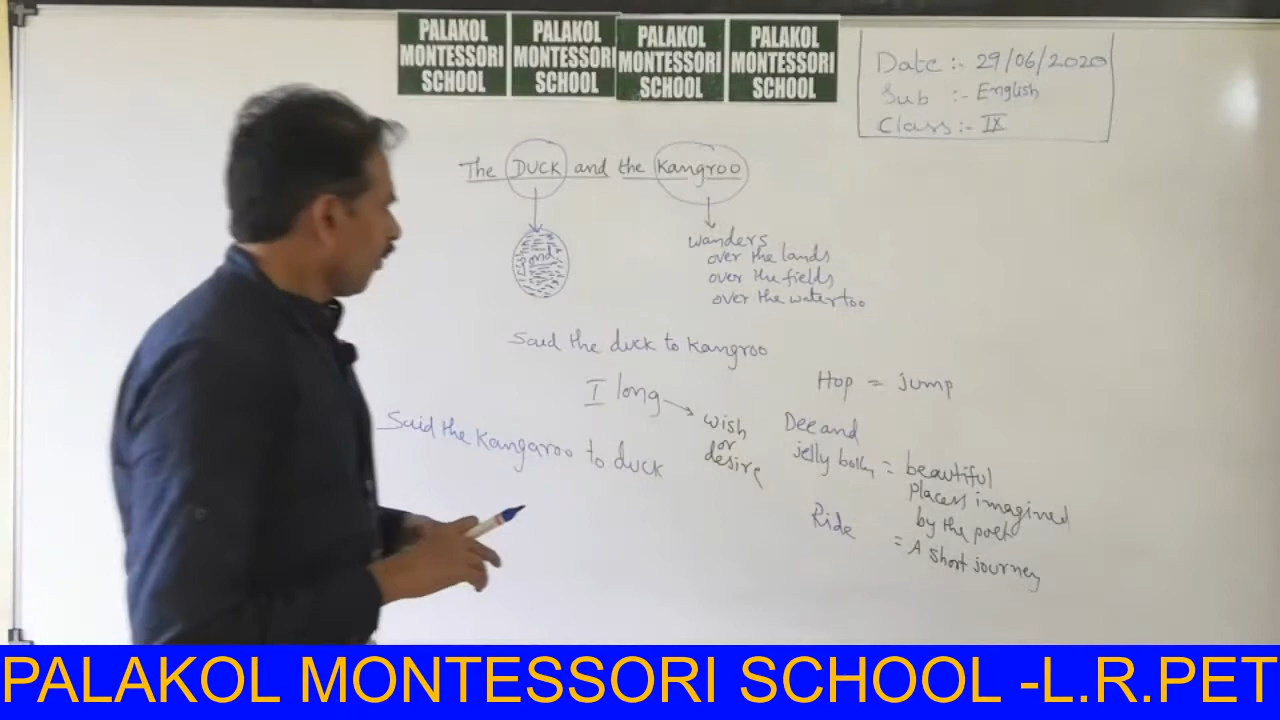 PALAKOL
MONTESSORI
SCHOOL
PALAKOL
MONTESSORI
SCHOOL
PALAKOL
MONTESSORI
SCHOOL
PALAKOL
MONTESSORI
SCHOOL
Date :- 29/06/2020
Sub :- English
Class :- IX
The DUCK and the Kangroo
wanders
over the lands
over the fields
over the water too
Said the duck to Kangroo
I long → wish
or
desire
Said the Kangaroo to duck
Hop = jump
Dee and
jelly = beautiful
places imagined
by the poet
Ride
= A short journey
PALAKOL MONTESSORI SCHOOL -L.R.PET